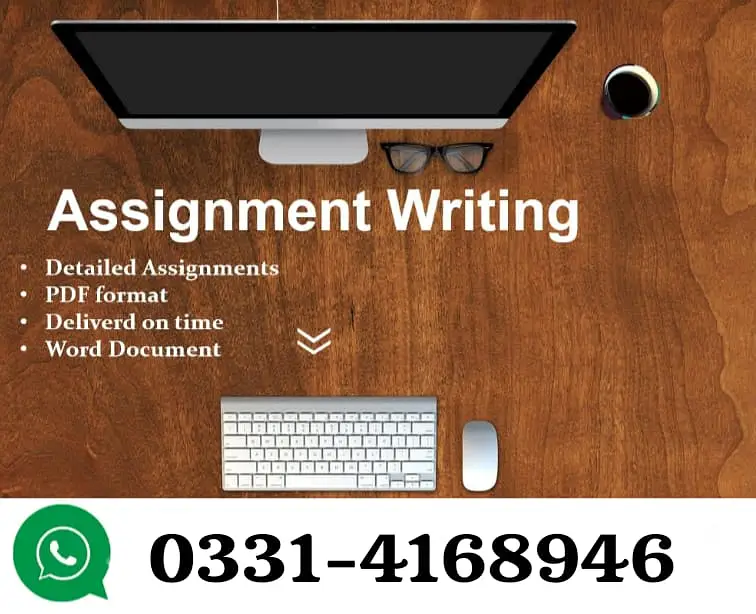 Assignment Writing
• Detailed Assignments
• PDF format
• Deliverd on time
• Word Document
0331-4168946